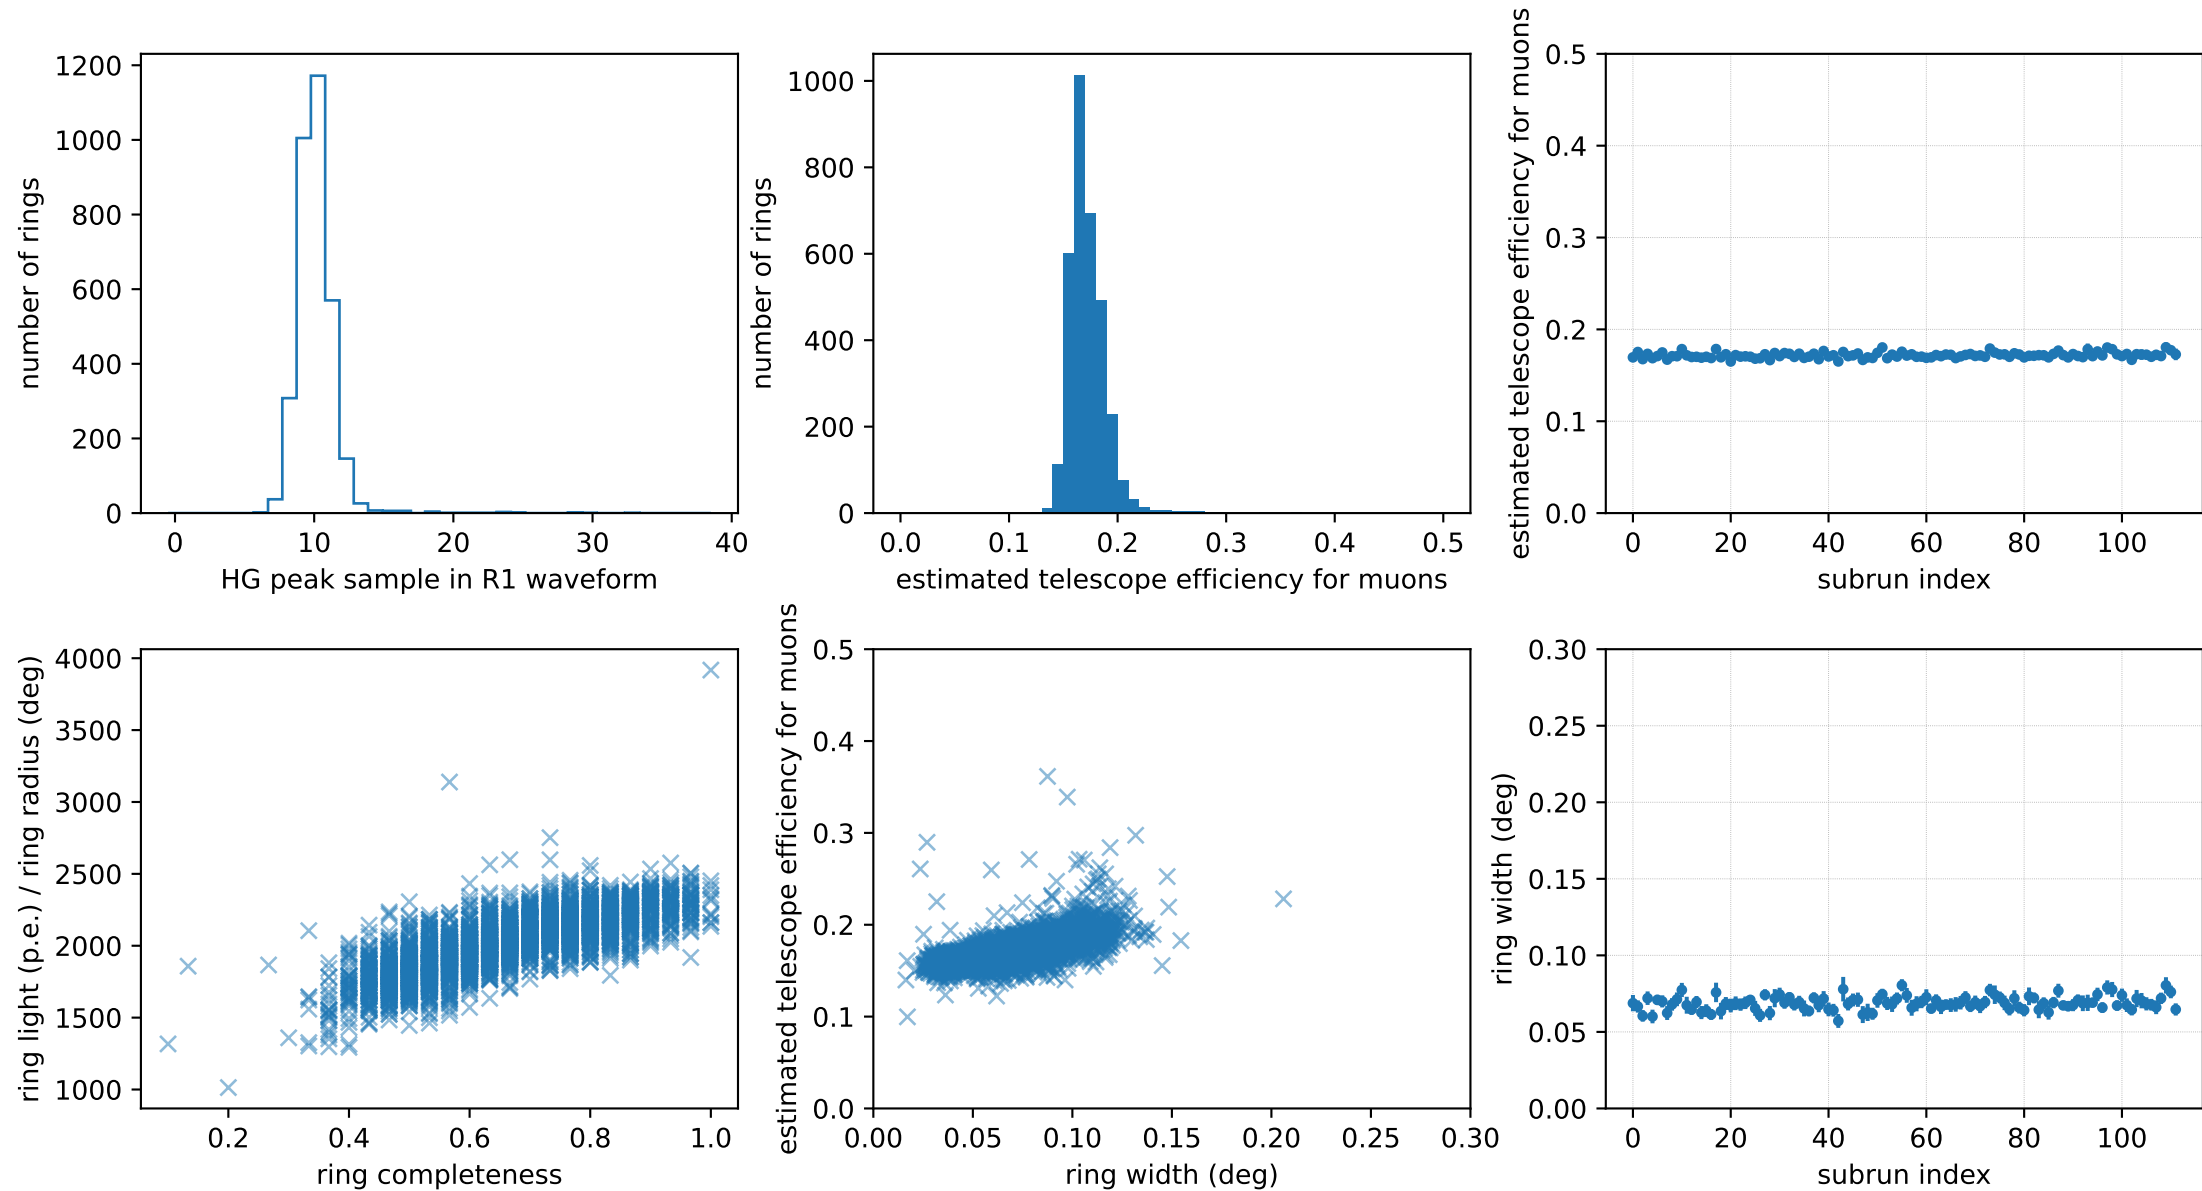 number of rings
1200
1000
800
600
400
200
0
0 10 20 30 40
HG peak sample in R1 waveform
number of rings
1000
800
600
400
200
0
0.0 0.1 0.2 0.3 0.4 0.5
estimated telescope efficiency for muons
estimated telescope efficiency for muons
0.5
0.4
0.3
0.2
0.1
0.0
0 20 40 60 80 100
subrun index
ring light (p.e.) / ring radius (deg)
4000
3500
3000
2500
2000
1500
1000
0.2 0.4 0.6 0.8 1.0
ring completeness
estimated telescope efficiency for muons
0.5
0.4
0.3
0.2
0.1
0.0
0.00 0.05 0.10 0.15 0.20 0.25 0.30
ring width (deg)
ring width (deg)
0.30
0.25
0.20
0.15
0.10
0.05
0.00
0 20 40 60 80 100
subrun index